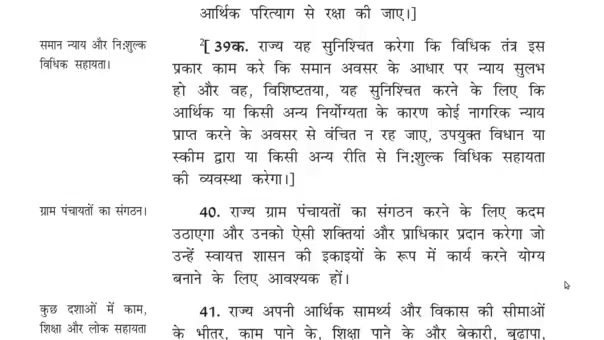 आर्थिक परित्याग से रक्षा की जाए।]
समान न्याय और नि:शुल्क
विधिक सहायता।
²[39क. राज्य यह सुनिश्चित करेगा कि विधिक तंत्र इस
प्रकार काम करे कि समान अवसर के आधार पर न्याय सुलभ
हो और वह, विशिष्टतया, यह सुनिश्चित करने के लिए कि
आर्थिक या किसी अन्य निर्योग्यता के कारण कोई नागरिक न्याय
प्राप्त करने के अवसर से वंचित न रह जाए, उपयुक्त विधान या
स्कीम द्वारा या किसी अन्य रीति से नि:शुल्क विधिक सहायता
की व्यवस्था करेगा।]
ग्राम पंचायतों का संगठन।
40. राज्य ग्राम पंचायतों का संगठन करने के लिए कदम
उठाएगा और उनको ऐसी शक्तियां और प्राधिकार प्रदान करेगा जो
उन्हें स्वायत्त शासन की इकाइयों के रूप में कार्य करने योग्य
बनाने के लिए आवश्यक हों।
कुछ दशाओं में काम,
शिक्षा और लोक सहायता
41. राज्य अपनी आर्थिक सामर्थ्य और विकास की सीमाओं
के भीतर, काम पाने के, शिक्षा पाने के और बेकारी, बुढ़ापा,